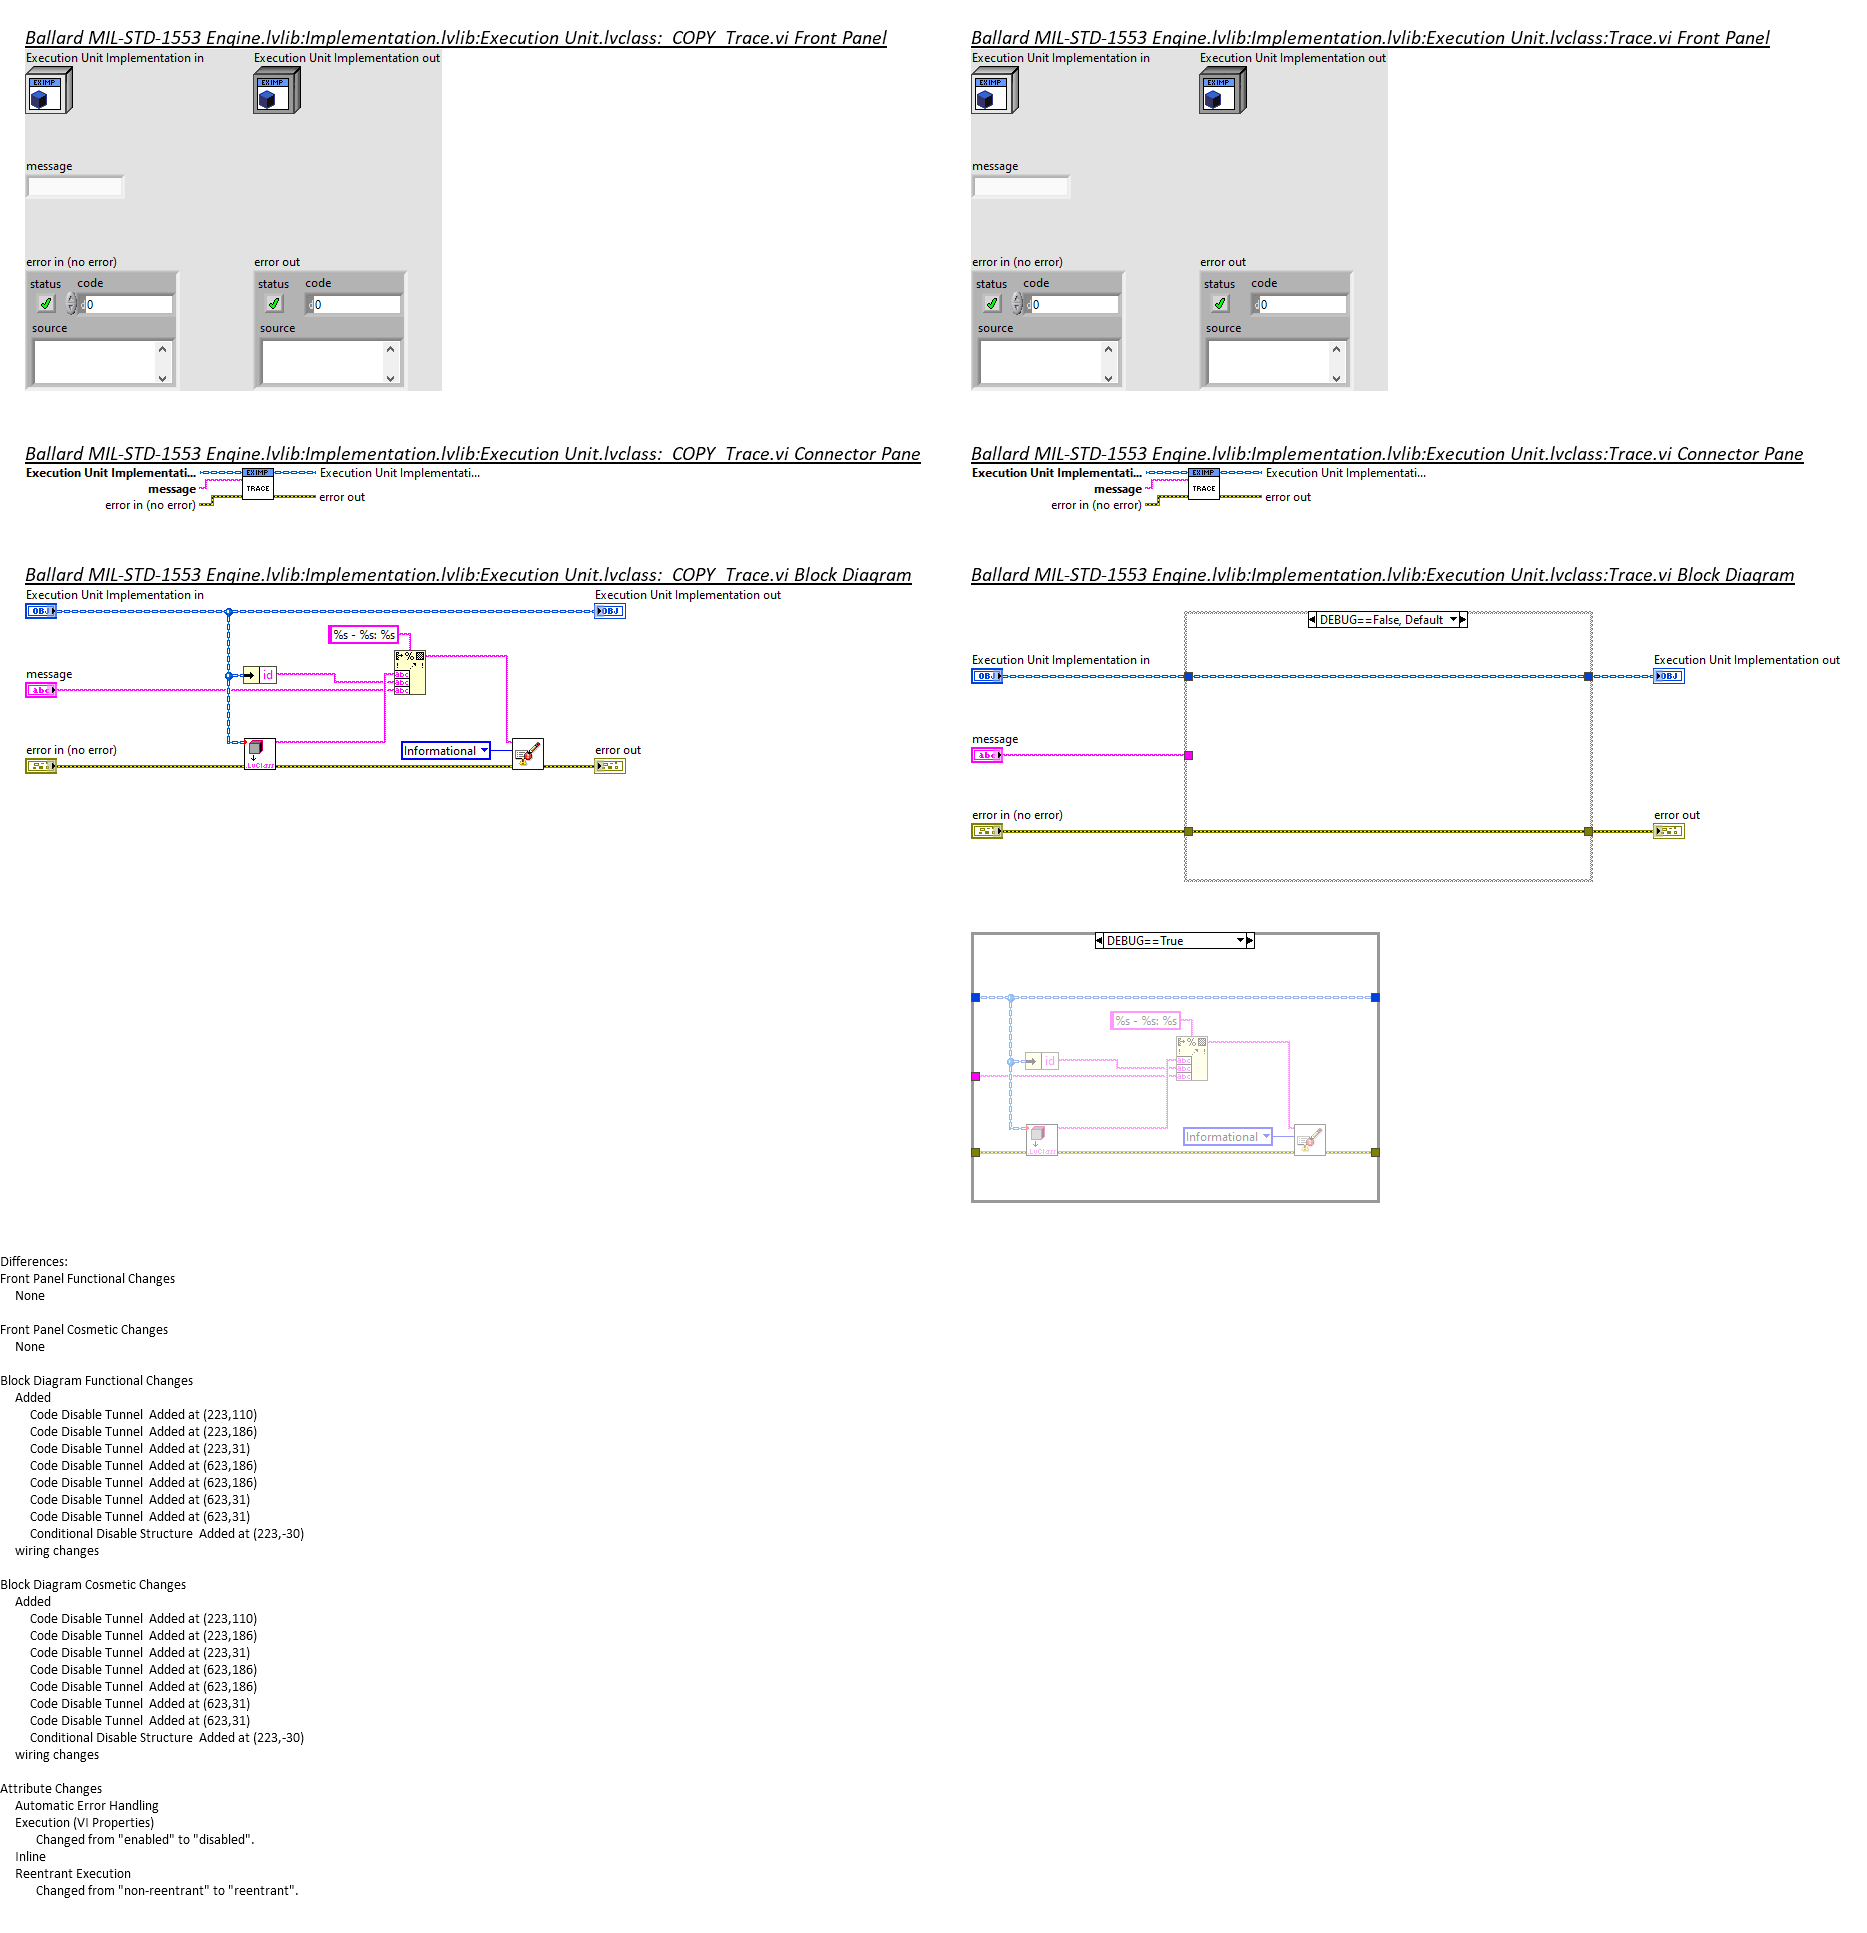 Ballard MIL-STD-1553 Engine.lvlib:Implementation.lvlib:Execution Unit.lvclass:_COPY_Trace.vi Front Panel
Execution Unit Implementation in
Execution Unit Implementation out
EXIMP
EXIMP
message
error in (no error)
error out
status
code
status
code
0
0
source
source
Ballard MIL-STD-1553 Engine.lvlib:Implementation.lvlib:Execution Unit.lvclass:Trace.vi Front Panel
Execution Unit Implementation in
Execution Unit Implementation out
EXIMP
EXIMP
message
error in (no error)
error out
status
code
status
code
0
0
source
source
Ballard MIL-STD-1553 Engine.lvlib:Implementation.lvlib:Execution Unit.lvclass:_COPY_Trace.vi Connector Pane
Execution Unit Implementati...
EXIMP
Execution Unit Implementati...
message
TRACE
error in (no error)
error out
Ballard MIL-STD-1553 Engine.lvlib:Implementation.lvlib:Execution Unit.lvclass:Trace.vi Connector Pane
Execution Unit Implementati...
EXIMP
Execution Unit Implementati...
message
TRACE
error in (no error)
error out
Ballard MIL-STD-1553 Engine.lvlib:Implementation.lvlib:Execution Unit.lvclass:_COPY_Trace.vi Block Diagram
Execution Unit Implementation in
Execution Unit Implementation out
OBJ
OBJ
%s - %s: %s
%
message
id
abc
abc
abc
abc
error in (no error)
Informational
error out
.LvClass
Ballard MIL-STD-1553 Engine.lvlib:Implementation.lvlib:Execution Unit.lvclass:Trace.vi Block Diagram
DEBUG==False, Default
Execution Unit Implementation in
Execution Unit Implementation out
OBJ
OBJ
message
abc
error in (no error)
error out
DEBUG==True
%s - %s: %s
%
id
abc
abc
abc
Informational
.LvClass
Differences:
Front Panel Functional Changes
None
Front Panel Cosmetic Changes
None
Block Diagram Functional Changes
Added
Code Disable Tunnel  Added at (223,110)
Code Disable Tunnel  Added at (223,186)
Code Disable Tunnel  Added at (223,31)
Code Disable Tunnel  Added at (623,186)
Code Disable Tunnel  Added at (623,186)
Code Disable Tunnel  Added at (623,31)
Code Disable Tunnel  Added at (623,31)
Conditional Disable Structure  Added at (223,-30)
wiring changes
Block Diagram Cosmetic Changes
Added
Code Disable Tunnel  Added at (223,110)
Code Disable Tunnel  Added at (223,186)
Code Disable Tunnel  Added at (223,31)
Code Disable Tunnel  Added at (623,186)
Code Disable Tunnel  Added at (623,186)
Code Disable Tunnel  Added at (623,31)
Code Disable Tunnel  Added at (623,31)
Conditional Disable Structure  Added at (223,-30)
wiring changes
Attribute Changes
Automatic Error Handling
Execution (VI Properties)
Changed from "enabled" to "disabled".
Inline
Reentrant Execution
Changed from "non-reentrant" to "reentrant".